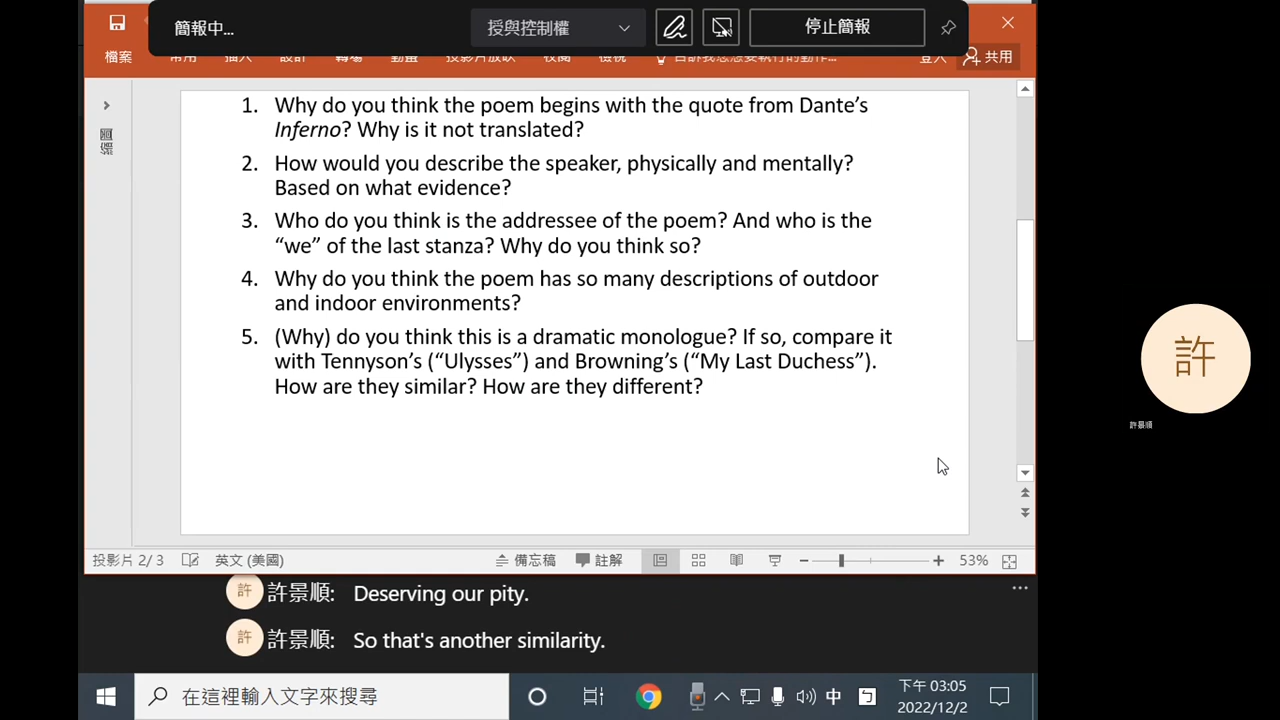 簡報中...
授與控制權
停止簡報
檔案
共用
縮圖
1. Why do you think the poem begins with the quote from Dante’s
Inferno? Why is it not translated?
2. How would you describe the speaker, physically and mentally?
Based on what evidence?
3. Who do you think is the addressee of the poem? And who is the
“we” of the last stanza? Why do you think so?
4. Why do you think the poem has so many descriptions of outdoor
and indoor environments?
5. (Why) do you think this is a dramatic monologue? If so, compare it
with Tennyson’s (“Ulysses”) and Browning’s (“My Last Duchess”).
How are they similar? How are they different?
許
許景順
投影片 2/3 英文 (美國) 備忘稿 註解 53%
許 許景順: Deserving our pity.
許 許景順: So that's another similarity.
在這裡輸入文字來搜尋
中 ㄅ
下午 03:05
2022/12/2